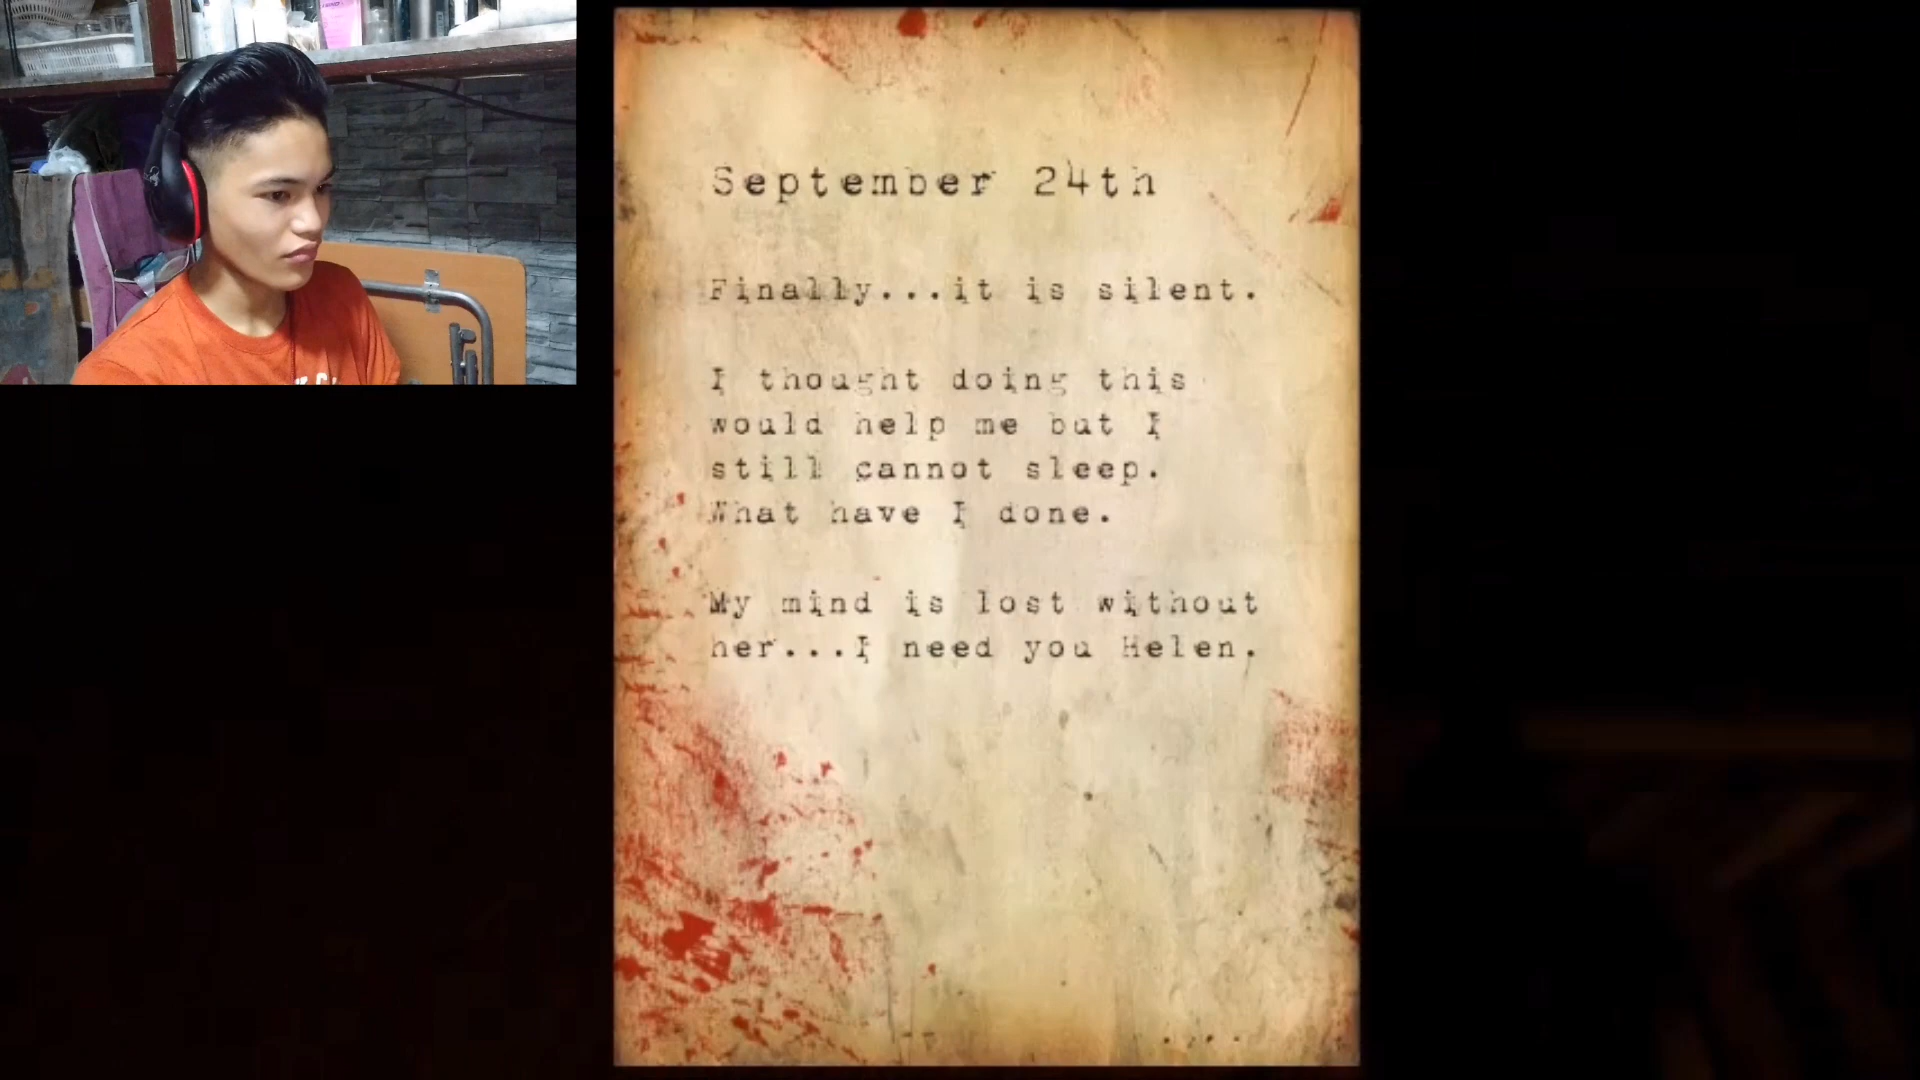 September 24th
Finally...it is silent.
I thought doing this
would help me but I
still cannot sleep.
What have I done.
My mind is lost without
her...I need you Helen.